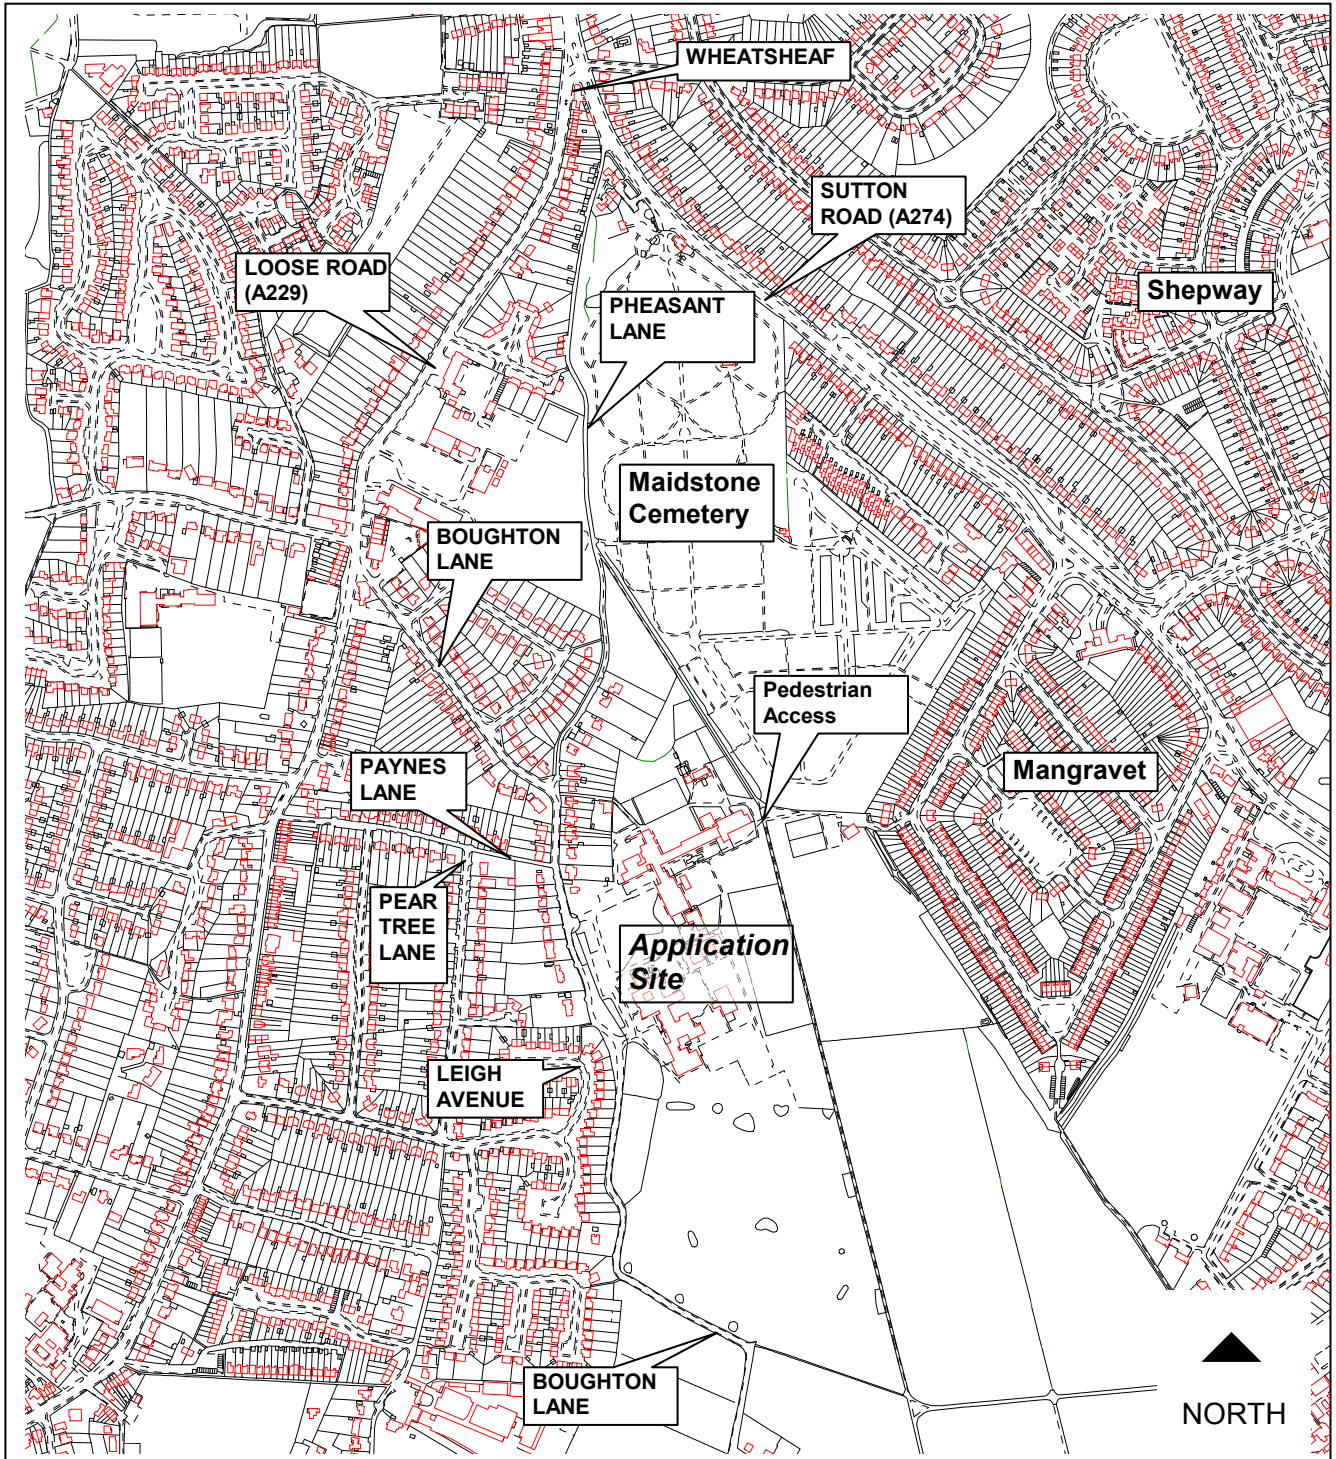 WHEATSHEAF
SUTTON
ROAD (A274)
LOOSE ROAD
(A229)
Shepway
PHEASANT
LANE
Maidstone
Cemetery
BOUGHTON
LANE
Pedestrian
Access
PAYNES
LANE
Mangravet
PEAR
TREE
LANE
Application
Site
LEIGH
AVENUE
BOUGHTON
LANE
NORTH